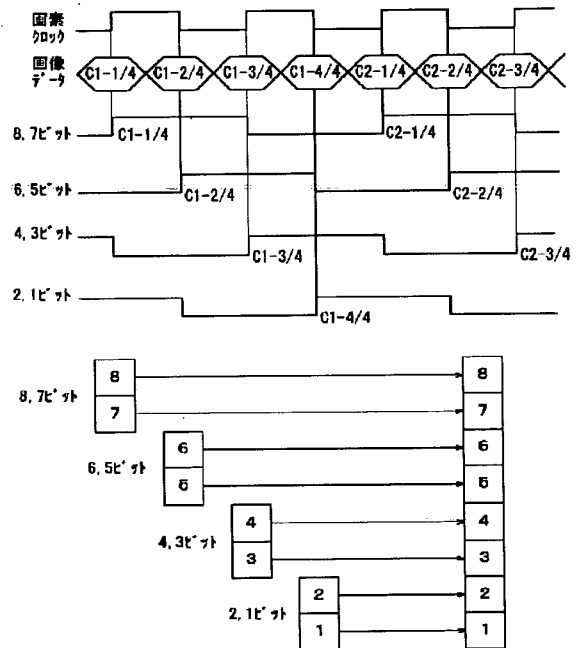 画素
クロック
画像
データ
C1-1/4 C1-2/4 C1-3/4 C1-4/4 C2-1/4 C2-2/4 C2-3/4
8,7ビット
C1-1/4
C2-1/4
6,5ビット
C1-2/4
C2-2/4
4,3ビット
C1-3/4
C2-3/4
2,1ビット
C1-4/4
8,7ビット
8
8
7
7
6,5ビット
6
6
5
5
4,3ビット
4
4
3
3
2,1ビット
2
2
1
1